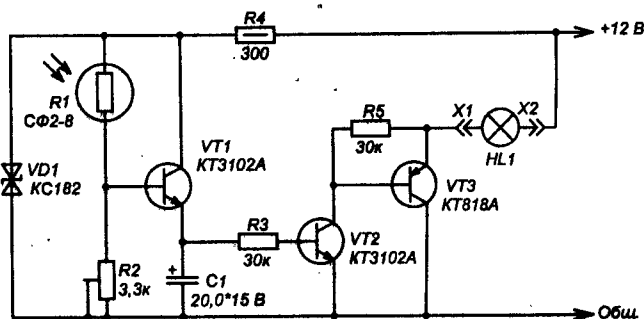 R4
300
+12 В
R1
СФ2-8
VT1
КТ3102А
R5
30к
X1
X2
HL1
VD1
КС182
VT3
КТ818А
R3
30к
VT2
КТ3102А
R2
3,3к
+
C1
20,0*15 В
Общ.